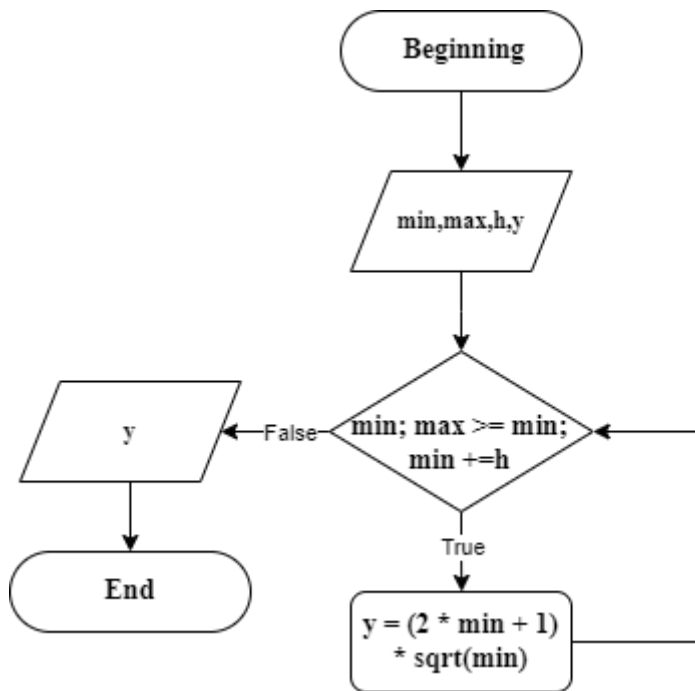 Beginning
min,max,h,y
min; max >= min;
min +=h
False
y
True
End
y = (2 * min + 1)
* sqrt(min)